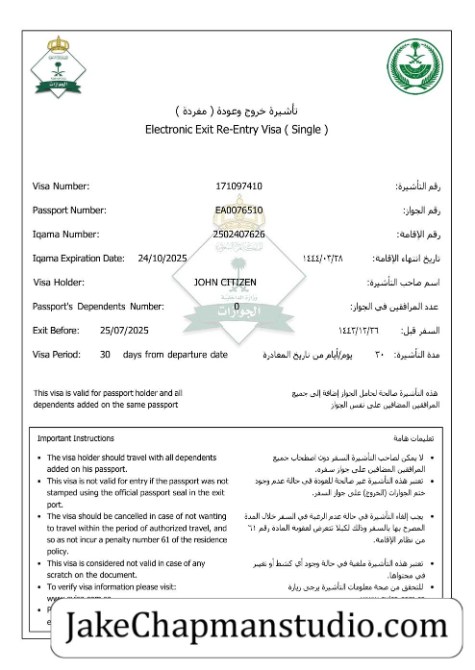 تأشيرة خروج وعودة ( مفردة )
Electronic Exit Re-Entry Visa ( Single )
Visa Number: 171097410 رقم التأشيرة:
Passport Number: EA0076510 رقم الجواز:
Iqama Number: 2502407626 رقم الإقامة:
Iqama Expiration Date: 24/10/2025 تاريخ انتهاء الإقامة:
Visa Holder: JOHN CITIZEN اسم صاحب التأشيرة:
Passport's Dependents Number: 0 عدد المرافقين في الجواز:
Exit Before: 25/07/2025 السفر قبل:
Visa Period: 30 days from departure date ٣٠ يوم/أيام من تاريخ المغادرة مدة التأشيرة:
This visa is valid for passport holder and all
dependents added on the same passport
هذه التأشيرة صالحة لحامل الجواز إضافة إلى جميع
المرافقين المضافين على نفس الجواز
Important Instructions
تعليمات هامة
• The visa holder should travel with all dependents
added on his passport.
• This visa is not valid for entry if the passport was not
stamped using the official passport seal in the exit
port.
• The visa should be cancelled in case of not wanting
to travel within the period of authorized travel, and
so as not incur a penalty number 61 of the residence
policy.
• This visa is considered not valid in case of any
scratch on the document.
• To verify visa information please visit:
• لا يمكن لصاحب التأشيرة السفر دون اصطحاب جميع
المرافقين المضافين على جواز سفره.
• تعتبر هذه التأشيرة غير صالحة للعودة في حالة عدم وجود
ختم الجوازات (الخروج) على جواز السفر.
• يجب إلغاء التأشيرة في حالة عدم الرغبة في السفر خلال المدة
المصرح بها بالسفر وذلك لكيلا تتعرض لعقوبة المادة رقم ٦١
من نظام الإقامة.
• تعتبر هذه التأشيرة ملغية في حالة وجود أي كشط أو تغيير
في محتواها.
• للتحقق من صحة معلومات التأشيرة يرجى زيارة
JakeChapmanstudio.com